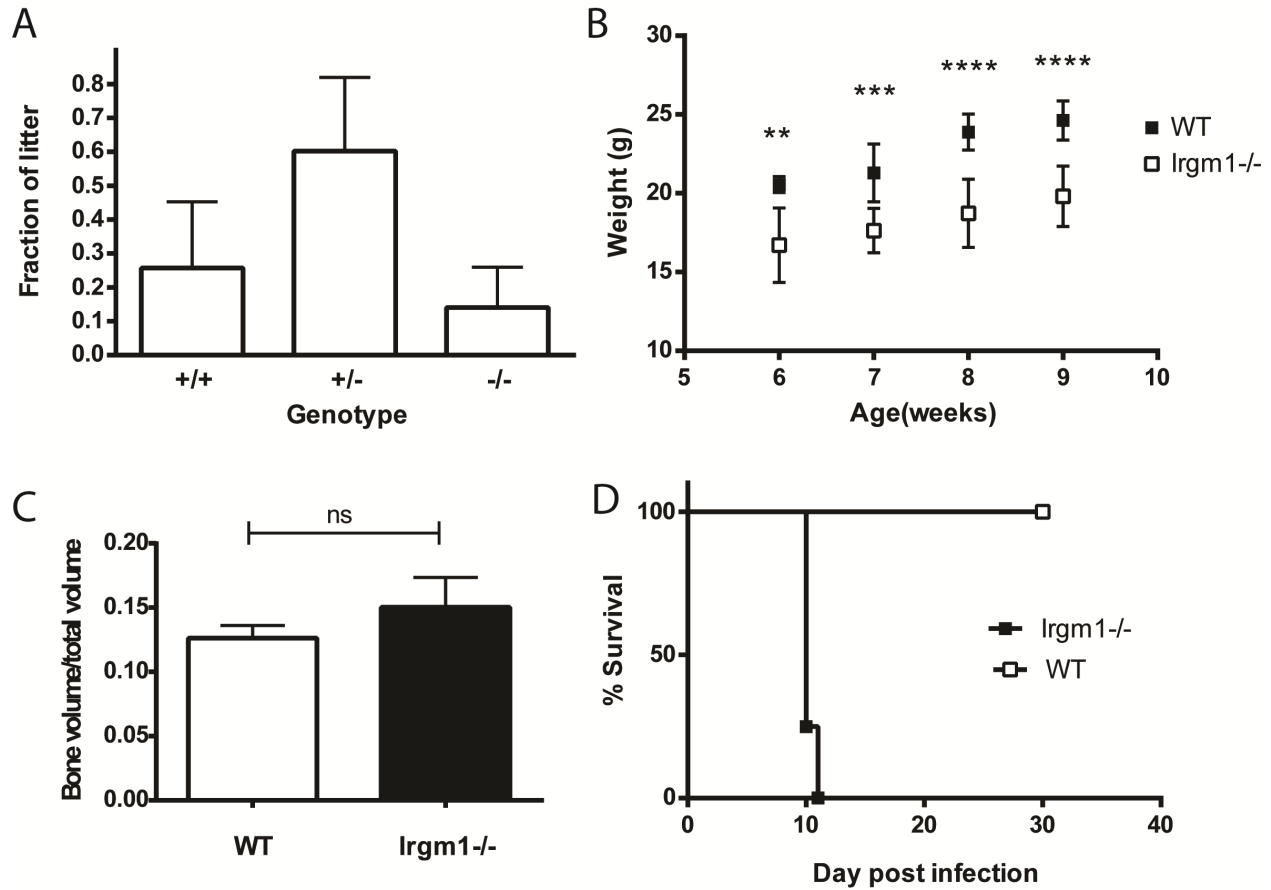 A
Fraction of litter
0.8
0.7
0.6
0.5
0.4
0.3
0.2
0.1
0.0
+/+ +/- -/-
Genotype
B
Weight (g)
30
25
20
15
10
** *** **** ****
5 6 7 8 9 10
Age(weeks)
WT
Irgm1-/-
C
ns
Bone volume/total volume
0.20
0.15
0.10
0.05
0.00
WT Irgm1-/-
D
% Survival
100
50
0
0 10 20 30 40
Day post infection
Irgm1-/-
WT